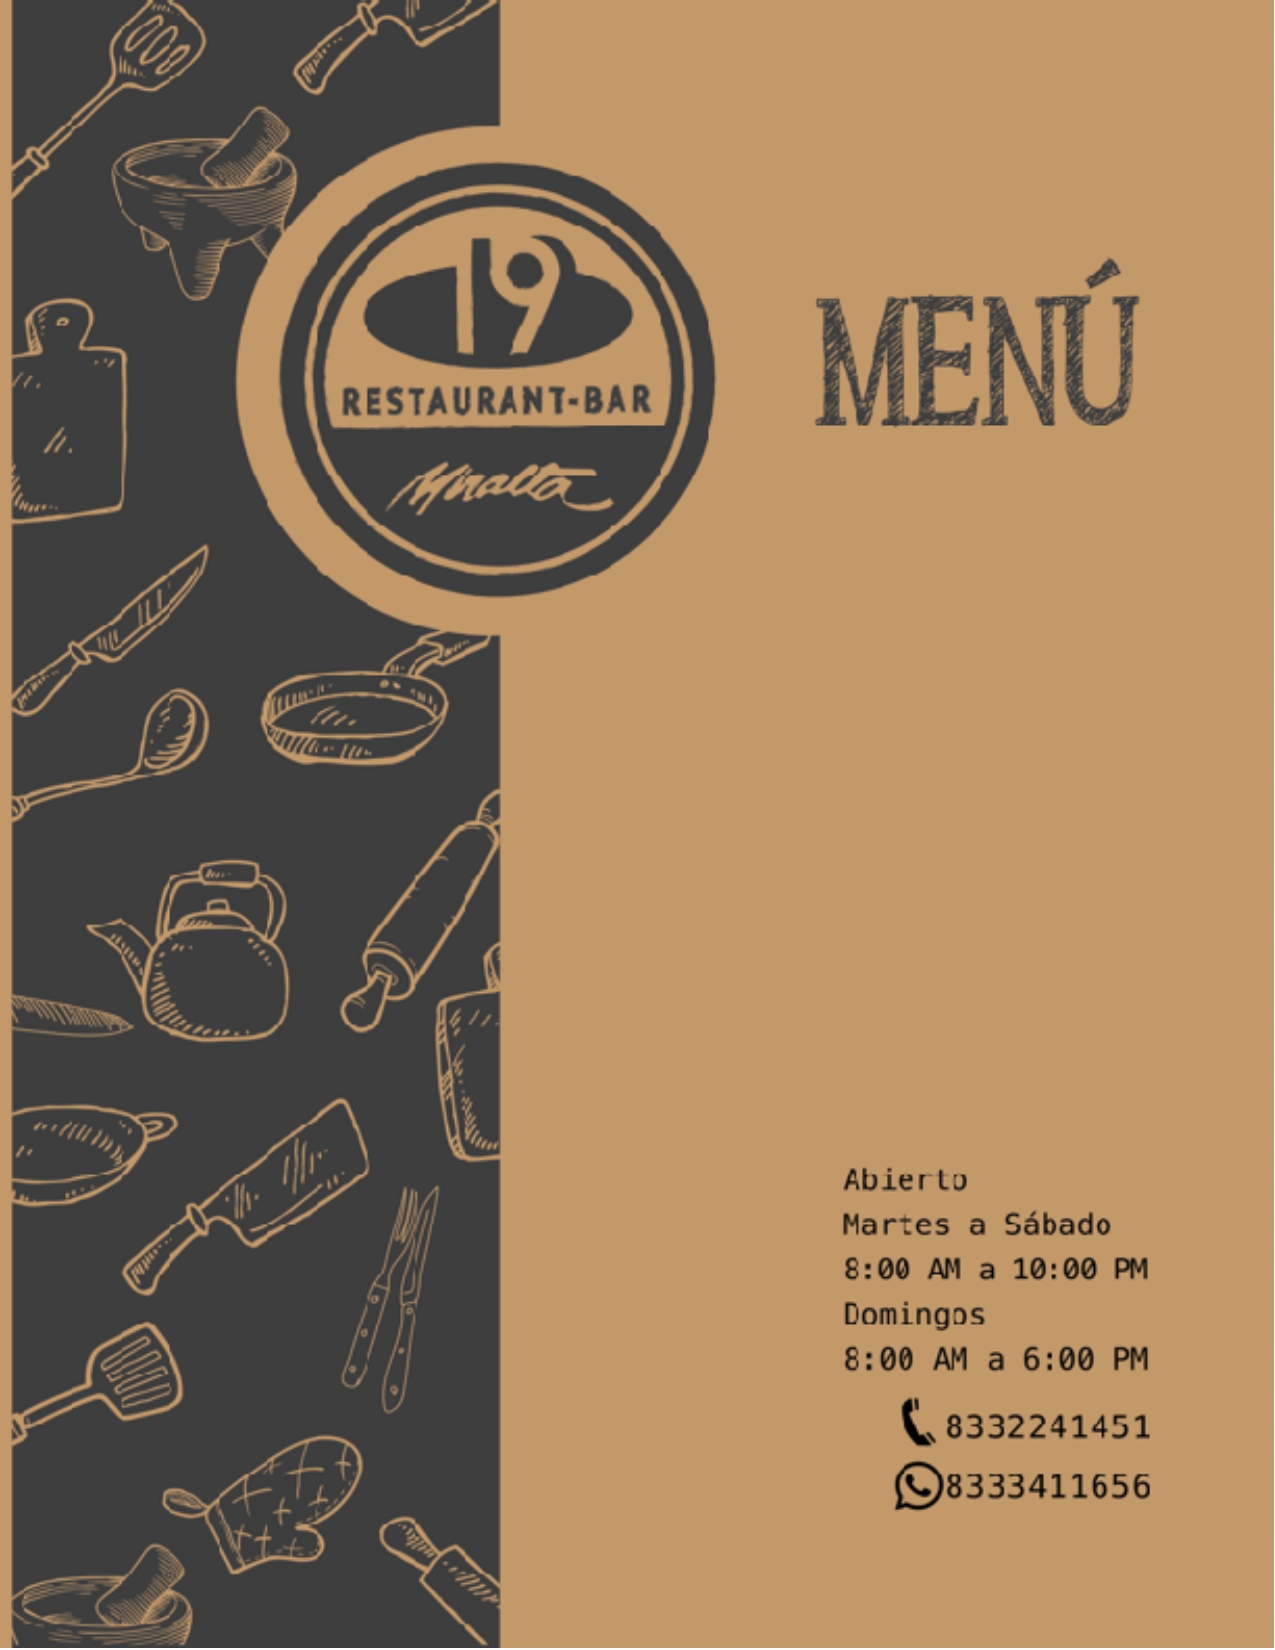 19
RESTAURANT-BAR
Miralta
MENÚ
Abierto
Martes a Sábado
8:00 AM a 10:00 PM
Domingos
8:00 AM a 6:00 PM
8332241451
8333411656